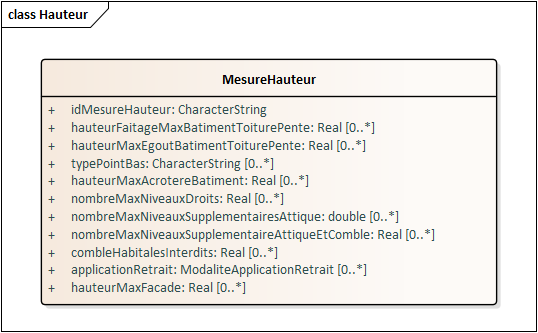 class Hauteur
MesureHauteur
+ idMesureHauteur: CharacterString
+ hauteurFaitageMaxBatimentToiturePente: Real [0..*]
+ hauteurMaxEgoutBatimentToiturePente: Real [0..*]
+ typePointBas: CharacterString [0..*]
+ hauteurMaxAcrotereBatiment: Real [0..*]
+ nombreMaxNiveauxDroits: Real [0..*]
+ nombreMaxNiveauxSupplementairesAttique: double [0..*]
+ nombreMaxNiveauxSupplementaireAttiqueEtComble: Real [0..*]
+ combleHabitalesInterdits: Real [0..*]
+ applicationRetrait: ModaliteApplicationRetrait [0..*]
+ hauteurMaxFacade: Real [0..*]